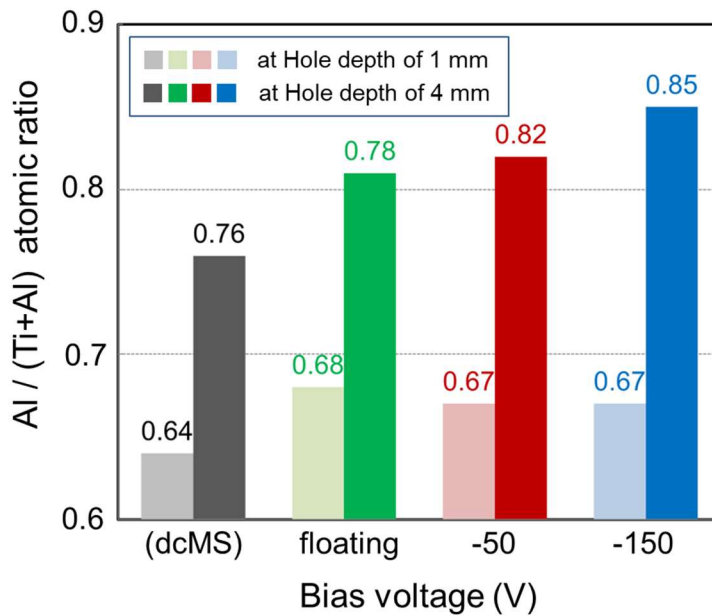 0.9
at Hole depth of 1 mm
at Hole depth of 4 mm
0.85
0.82
0.78
0.8
0.76
0.7
0.68
0.67
0.67
0.64
0.6
(dcMS)
floating
-50
-150
Bias voltage (V)
Al / (Ti+Al) atomic ratio